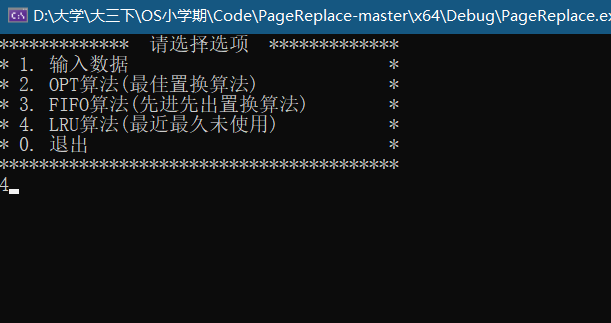 D:\大学\大三下\OS小学期\Code\PageReplace-master\x64\Debug\PageReplace.ex
************* 请选择选项 *************
* 1. 输入数据 *
* 2. OPT算法(最佳置换算法) *
* 3. FIFO算法(先进先出置换算法) *
* 4. LRU算法(最近最久未使用) *
* 0. 退出 *
****************************************
4